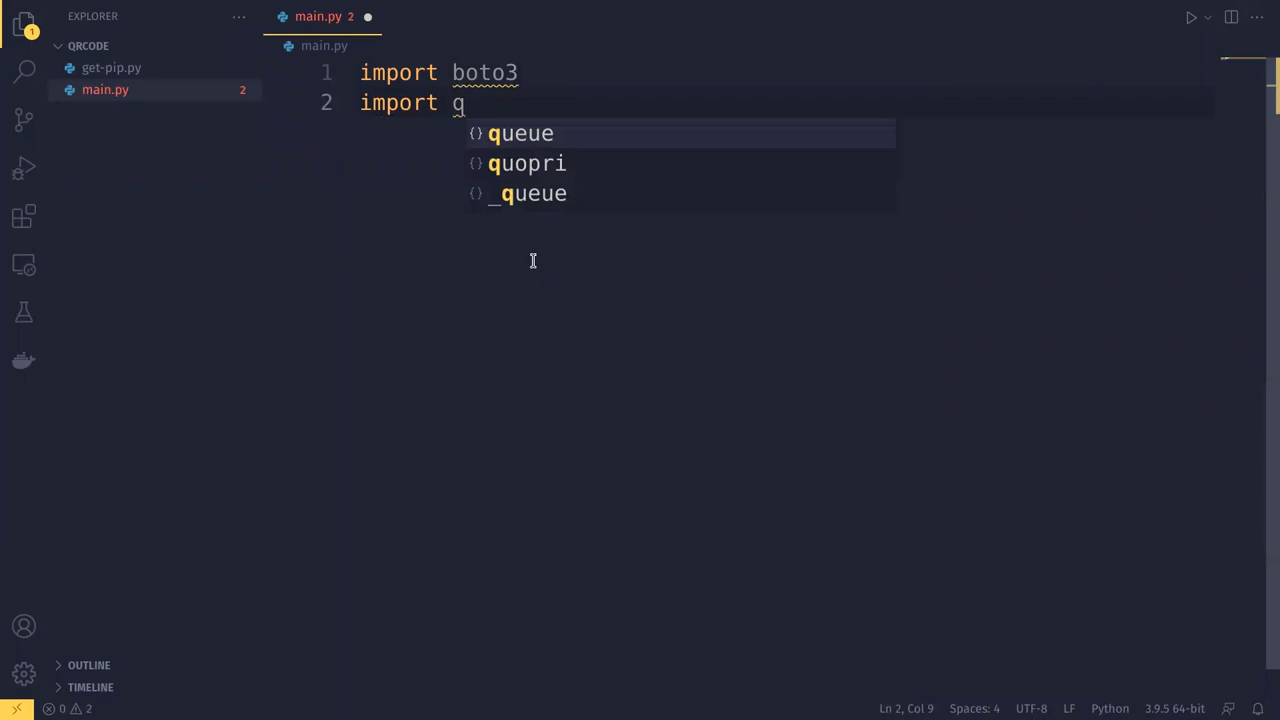 EXPLORER
1
QRCODE
get-pip.py
main.py 2
main.py 2
main.py
1 import boto3
2 import q
{} queue
{} quopri
{} _queue
OUTLINE
TIMELINE
0 2
Ln 2, Col 9 Spaces: 4 UTF-8 LF Python 3.9.5 64-bit